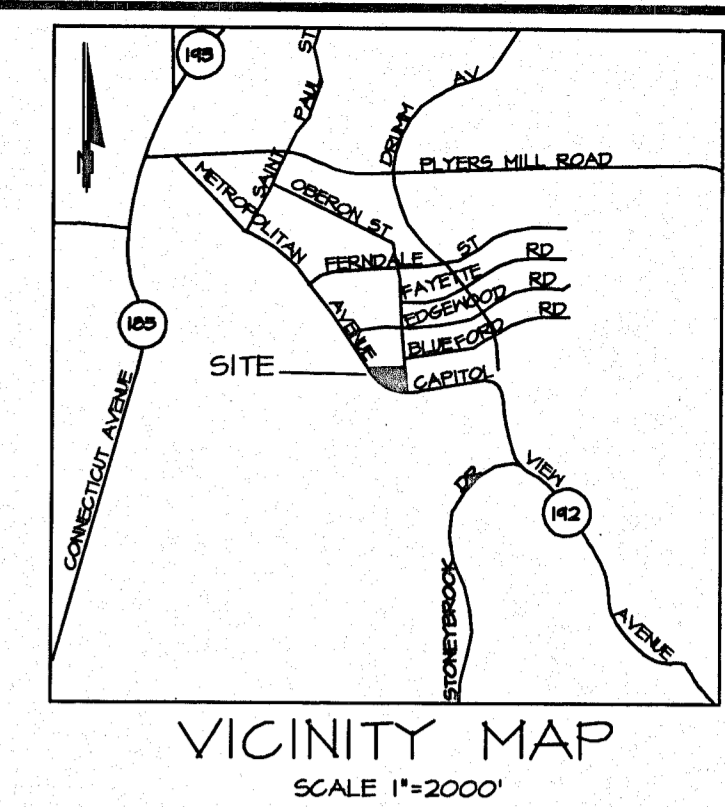 193
SAINT PAUL ST
DRUMM AV
PLYERS MILL ROAD
METROPOLITAN AVENUE
OBERON ST
FERNDALE ST
FAYETTE RD
EDGEWOOD RD
BLUEFORD RD
185
SITE
CAPITOL VIEW AVENUE
CONNECTICUT AVENUE
192
STONEYBROOK DR
N
VICINITY MAP
SCALE 1"=2000'